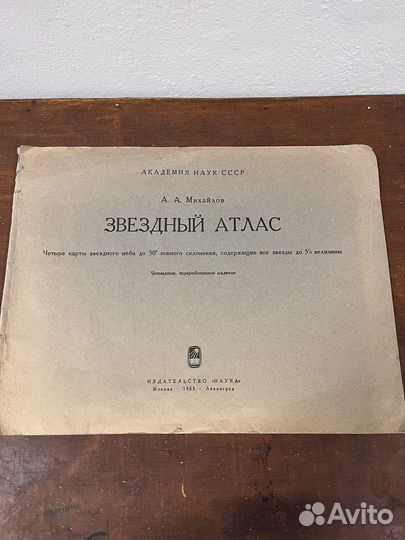 АКАДЕМИЯ НАУК СССР
А. А. Михайлов
ЗВЕЗДНЫЙ АТЛАС
Четыре карты звездного неба до 50° южного склонения, содержащие все звезды до 5½ величины
Четвертое, переработанное издание
ИЗДАТЕЛЬСТВО «НАУКА»
Москва · 1965 · Ленинград
Avito